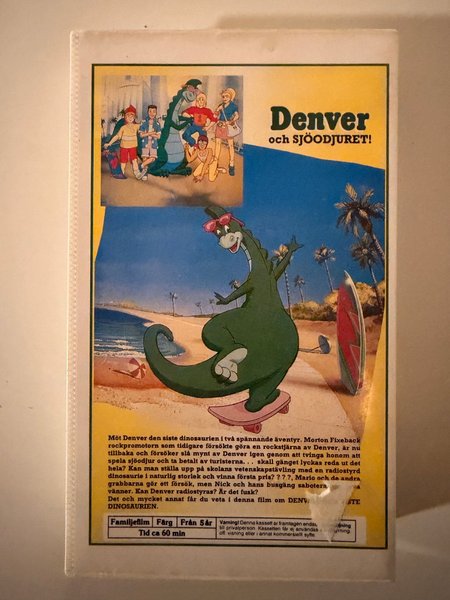 Denver
och SJÖODJURET!
Möt Denver den siste dinosaurien i två spännande äventyr. Morton Fizeback
rockpromotorn som tidigare försökte göra en rockstjärna av Denver, är nu
tillbaka och försöker slå mynt av Denver igen genom att tvinga honom att
spela sjöodjur och ta betalt av turisterna. . . skall gänget lyckas reda ut det
hela? Kan man ställa upp på skolans vetenskapstävling med en radiostyrd
dinosaurie i naturlig storlek och vinna första pris? ? ?, Mario och de andra
grabbarna gör ett försök, men Nick och hans busgäng
vänner. Kan Denver radiostyras? Är det fusk?
Det och mycket annat får du veta i denna film om
DINOSAURIEN.
Familjefilm Färg Från 5 år
Tid ca 60 min
Varning! Denna kassett är framtagen
till privatperson. Kassetten får ej
off. visning eller i annat kommersiellt syfte